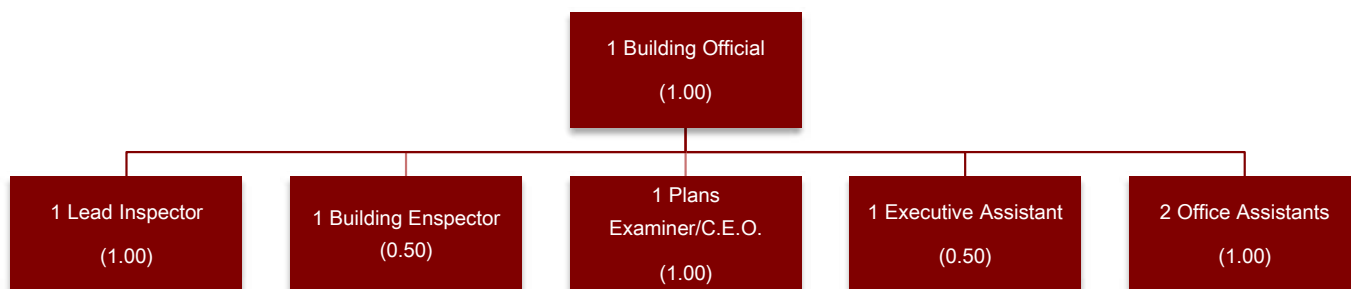 1 Building Official
(1.00)
1 Lead Inspector
(1.00)
1 Building Enspector
(0.50)
1 Plans
Examiner/C.E.O.
(1.00)
1 Executive Assistant
(0.50)
2 Office Assistants
(1.00)